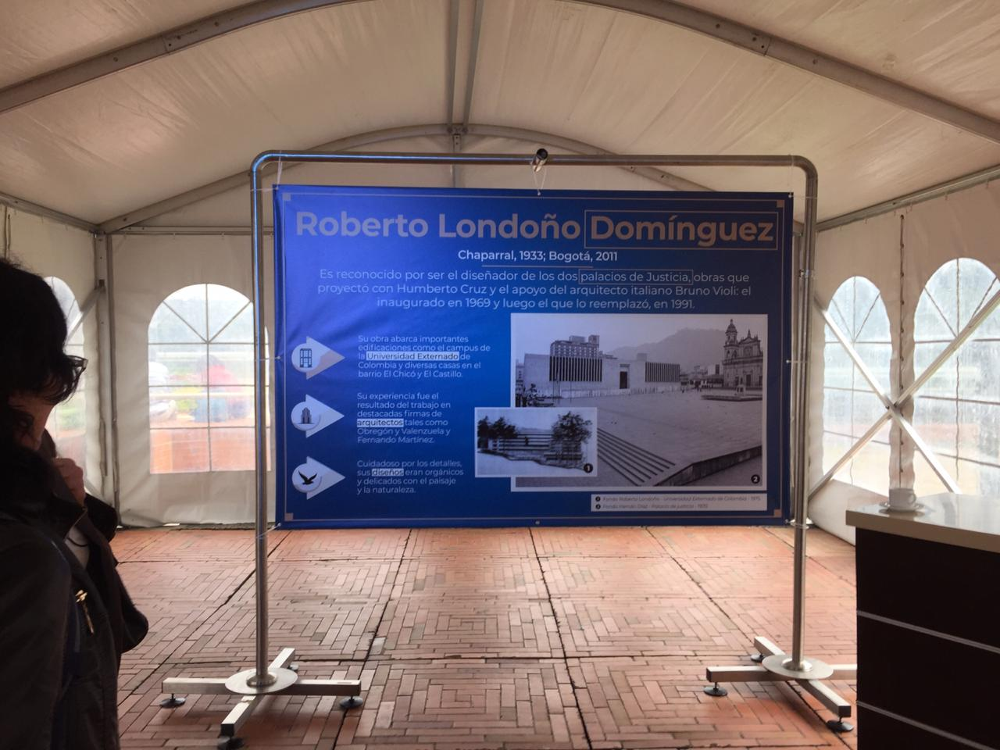 Roberto Londoño Domínguez
Chaparral, 1933; Bogotá, 2011
Es reconocido por ser el diseñador de los dos palacios de Justicia, obras que
proyectó con Humberto Cruz y el apoyo del arquitecto italiano Bruno Violi: el
inaugurado en 1969 y luego el que lo reemplazó, en 1991.
Su obra abarca importantes
edificaciones como el campus de
la Universidad Externado de
Colombia y diversas casas en el
barrio El Chicó y El Castillo.
Su experiencia fue el
resultado del trabajo en
destacadas firmas de
arquitectos tales como
Obregón y Valenzuela y
Fernando Martínez.
Cuidadoso por los detalles,
sus diseños eran orgánicos
y delicados con el paisaje
y la naturaleza.
1
2
1 Fondo Roberto Londoño - Universidad Externado de Colombia - 1975
2 Fondo Hernán Díaz - Palacio de justicia - 1970